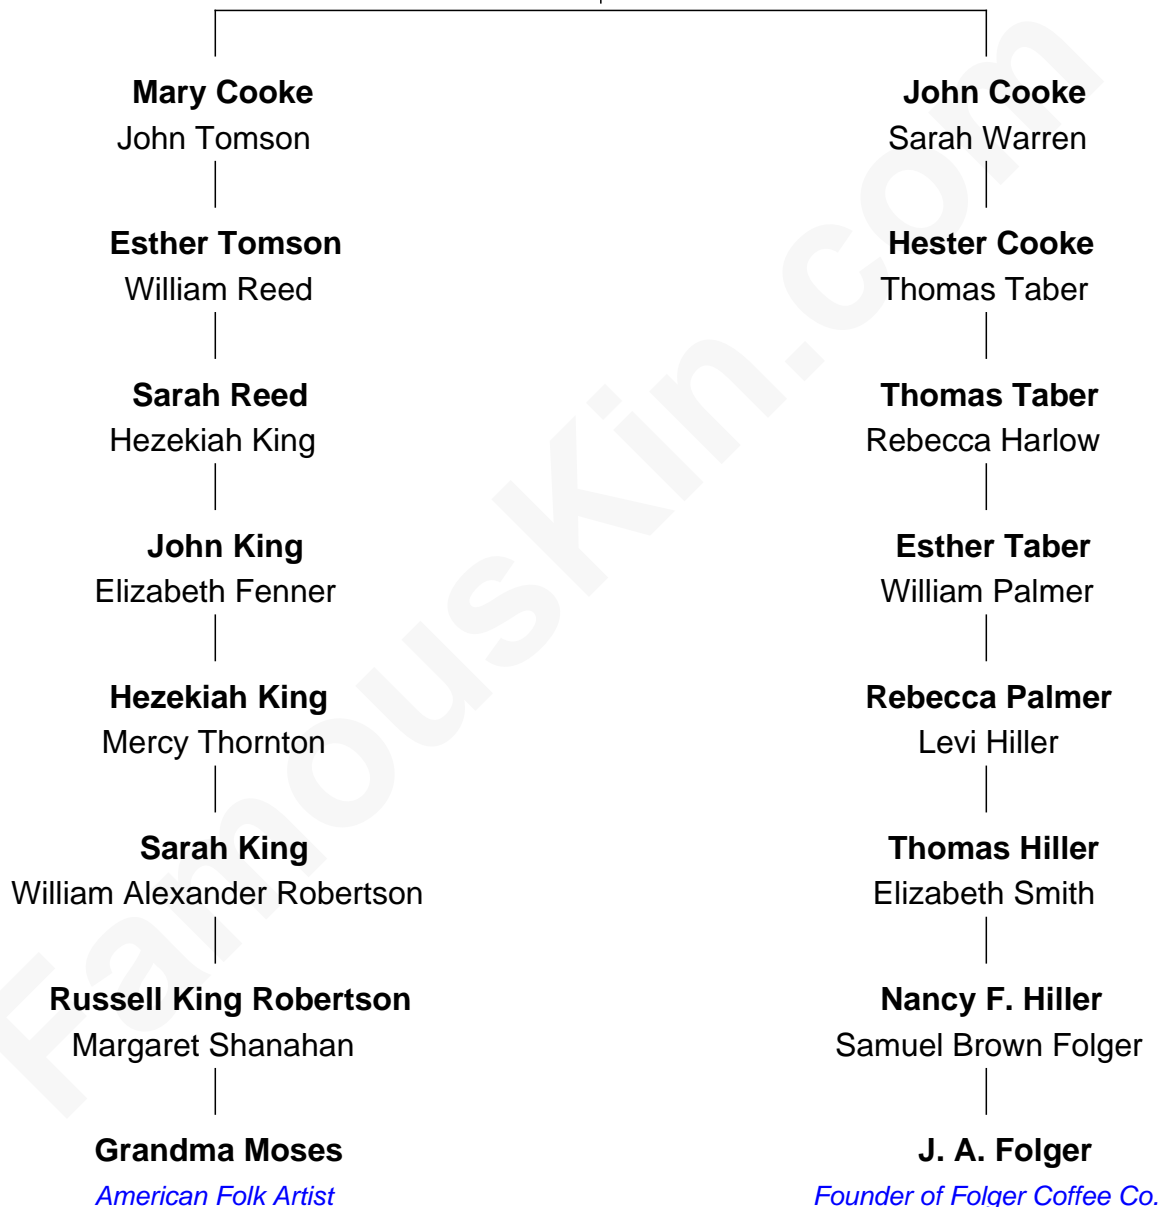 Mary Cooke
John Tomson
Esther Tomson
William Reed
Sarah Reed
Hezekiah King
John King
Elizabeth Fenner
Hezekiah King
Mercy Thornton
Sarah King
William Alexander Robertson
Russell King Robertson
Margaret Shanahan
Grandma Moses
American Folk Artist
John Cooke
Sarah Warren
Hester Cooke
Thomas Taber
Thomas Taber
Rebecca Harlow
Esther Taber
William Palmer
Rebecca Palmer
Levi Hiller
Thomas Hiller
Elizabeth Smith
Nancy F. Hiller
Samuel Brown Folger
J. A. Folger
Founder of Folger Coffee Co.
FamousKin.com